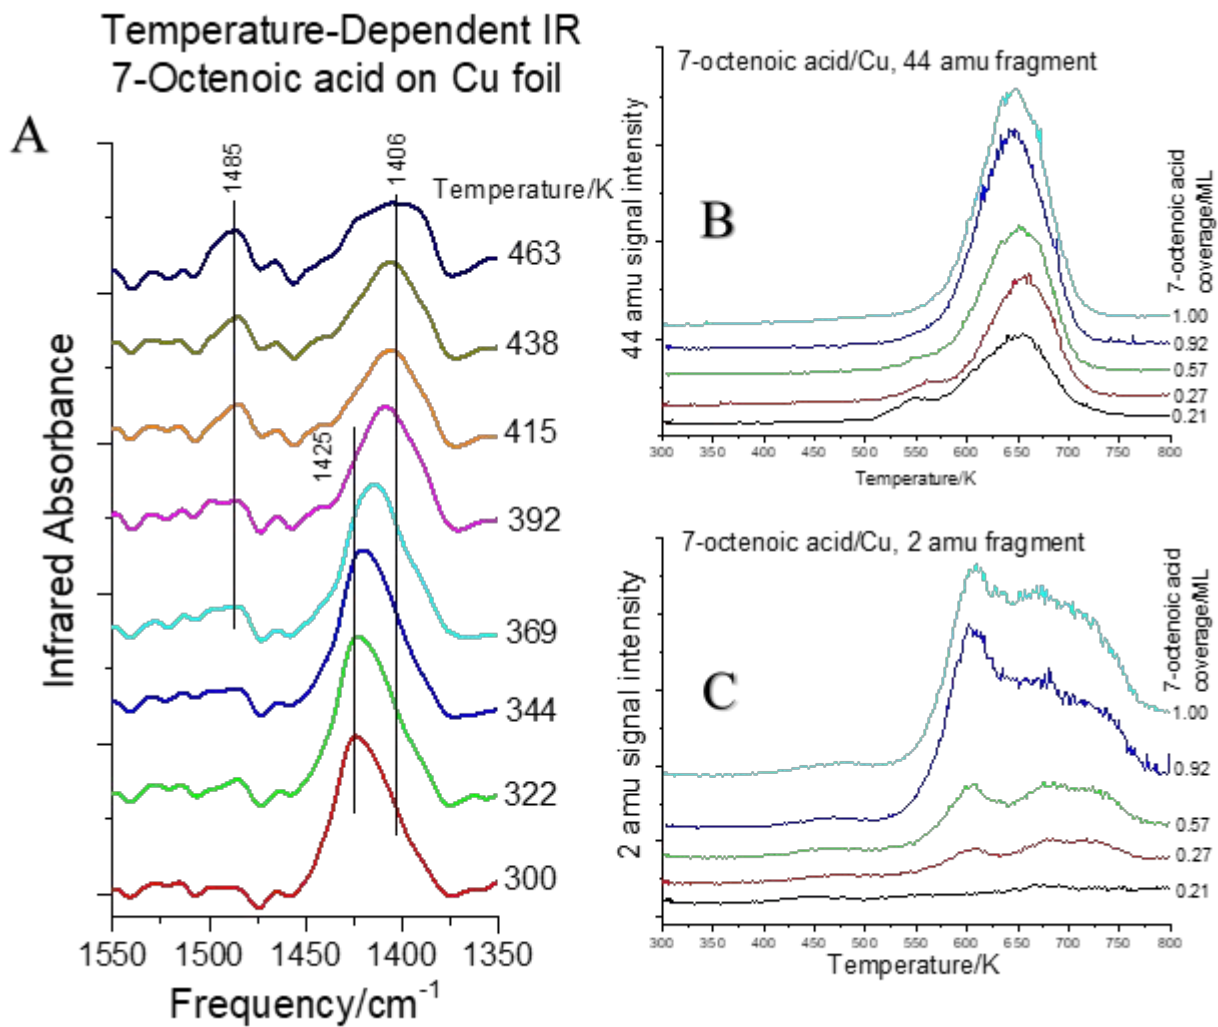 Temperature-Dependent IR
7-Octenoic acid on Cu foil
A
1485
1406
Temperature/K
463
438
415
1425
392
369
344
322
300
Infrared Absorbance
1550 1500 1450 1400 1350
Frequency/cm⁻¹
7-octenoic acid/Cu, 44 amu fragment
B
44 amu signal intensity
7-octenoic acid
coverage/ML
1.00
0.92
0.57
0.27
0.21
300 350 400 450 500 550 600 650 700 750 800
Temperature/K
7-octenoic acid/Cu, 2 amu fragment
C
2 amu signal intensity
7-octenoic acid
coverage/ML
1.00
0.92
0.57
0.27
0.21
300 350 400 450 500 550 600 650 700 750 800
Temperature/K